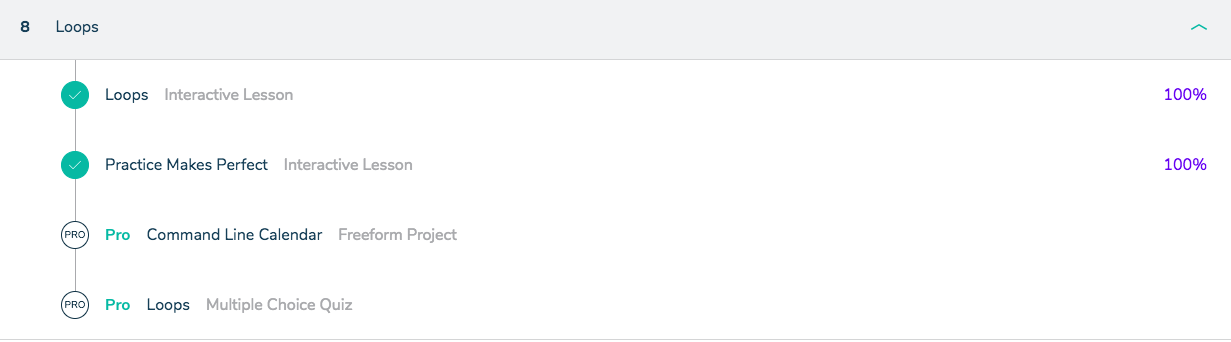 8 Loops
Loops Interactive Lesson 100%
Practice Makes Perfect Interactive Lesson 100%
PRO Pro Command Line Calendar Freeform Project
PRO Pro Loops Multiple Choice Quiz